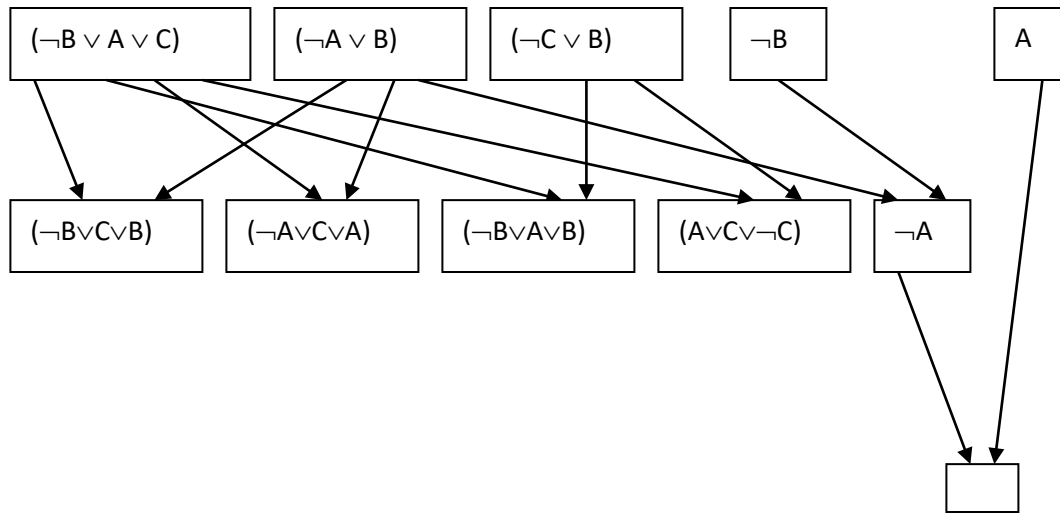 (¬B ∨ A ∨ C)
(¬A ∨ B)
(¬C ∨ B)
¬B
A
(¬B∨C∨B)
(¬A∨C∨A)
(¬B∨A∨B)
(A∨C∨¬C)
¬A